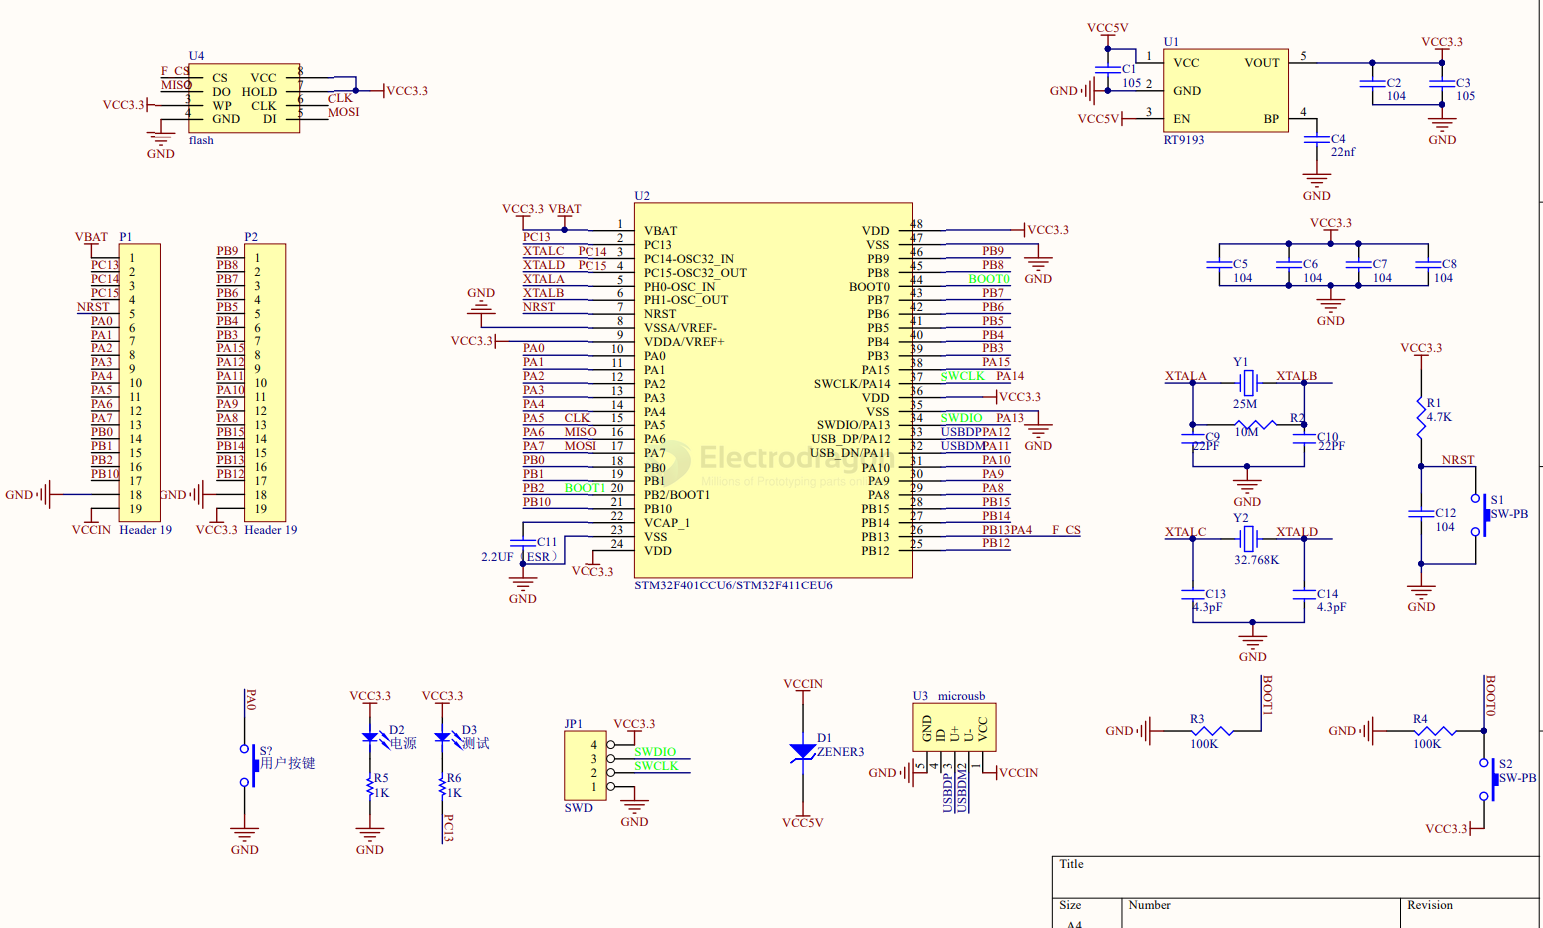 U4
F_CS
MISO
VCC3.3
GND
CS
DO
WP
GND
VCC
HOLD
CLK
DI
3
4
8
7
6
5
CLK
MOSI
VCC3.3
flash
VCC5V
U1
C1
105
GND
VCC5V
1
2
3
VCC
GND
EN
VOUT
BP
5
4
RT9193
C4
22nf
GND
C2
104
VCC3.3
C3
105
GND
VBAT
P1
PC13 1
PC14 2
PC15 3
4
NRST 5
PA0 6
PA1 7
PA2 8
PA3 9
PA4 10
PA5 11
PA6 12
PA7 13
PB0 14
PB1 15
PB2 16
PB10 17
GND 18
19
VCCIN Header 19
P2
PB9 1
PB8 2
PB7 3
PB6 4
PB5 5
PB4 6
PB3 7
PA15 8
PA12 9
PA11 10
PA10 11
PA9 12
PA8 13
PB15 14
PB14 15
PB13 16
PB12 17
GND 18
19
VCC3.3 Header 19
U2
VCC3.3 VBAT
1 VBAT
PC13 2 PC13
XTALC PC14 3 PC14-OSC32_IN
XTALD PC15 4 PC15-OSC32_OUT
XTALA 5 PH0-OSC_IN
XTALB 6 PH1-OSC_OUT
NRST 7 NRST
GND 8 VSSA/VREF-
VCC3.3 9 VDDA/VREF+
PA0 10 PA0
PA1 11 PA1
PA2 12 PA2
PA3 13 PA3
PA4 14 PA4
PA5 CLK 15 PA5
PA6 MISO 16 PA6
PA7 MOSI 17 PA7
PB0 18 PB0
PB1 19 PB1
PB2 BOOT1 20 PB2/BOOT1
PB10 21 PB10
22 VCAP_1
23 VSS
24 VDD
C11
2.2UF（ESR）
VCC3.3
GND
VDD 48 VCC3.3
VSS 47
GND
PB9 46 PB9
PB8 45 PB8
BOOT0 44 BOOT0
PB7 43 PB7
PB6 42 PB6
PB5 41 PB5
PB4 40 PB4
PB3 39 PB3
PA15 38 PA15
SWCLK/PA14 37 SWCLK PA14
VDD 36 VCC3.3
VSS 35
GND
SWDIO/PA13 34 SWDIO PA13
USB_DP/PA12 33 USBDP PA12
USB_DN/PA11 32 USBDM PA11
PA10 31 PA10
PA9 30 PA9
PA8 29 PA8
PB15 28 PB15
PB14 27 PB14
PB13 26 PB13 PA4 F_CS
PB12 25 PB12
STM32F401CCU6/STM32F411CEU6
Electrodragon
Millions of Prototyping parts
VCC3.3
C5
104
C6
104
C7
104
C8
104
GND
Y1
XTALA XTALB
25M
R2
10M
C9
22PF
C10
22PF
GND
Y2
XTALC XTALD
32.768K
C13
4.3pF
C14
4.3pF
GND
VCC3.3
R1
4.7K
NRST
C12
104
S1
SW-PB
GND
PA0
S?
用户按键
GND
VCC3.3
D2
电源
R5
1K
GND
VCC3.3
D3
测试
R6
1K
PC13
JP1
VCC3.3
4
3 SWDIO
2 SWCLK
1
SWD
GND
VCCIN
D1
ZENER3
VCC5V
U3 microusb
GND
ID
U+
U-
VCC
5
4
3
2
1
GND
USBDP
USBDM
VCCIN
BOOT1
GND
R3
100K
BOOT0
GND
R4
100K
S2
SW-PB
VCC3.3
Title
Size
A4
Number
Revision